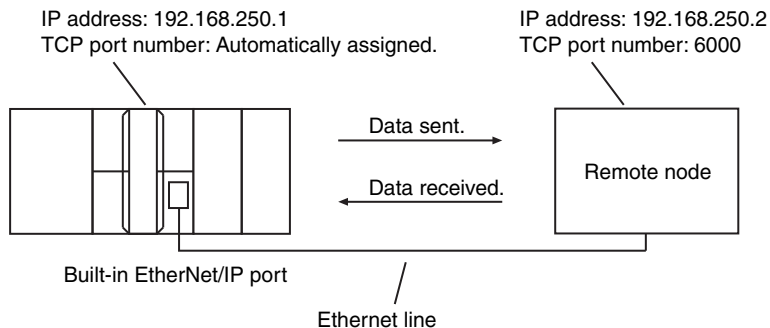 IP address: 192.168.250.1
TCP port number: Automatically assigned.
IP address: 192.168.250.2
TCP port number: 6000
Data sent.
Data received.
Remote node
Built-in EtherNet/IP port
Ethernet line